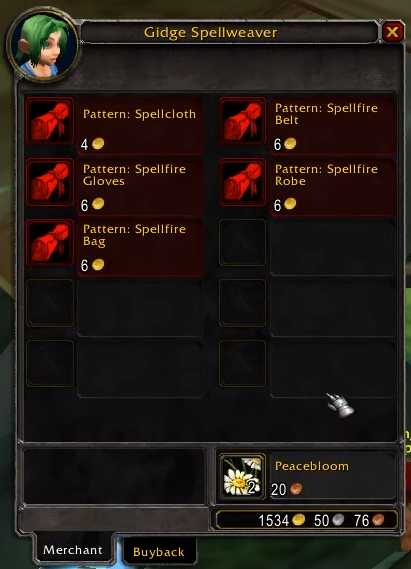 Gidge Spellweaver
Pattern: Spellcloth
4
Pattern: Spellfire
Belt
6
Pattern: Spellfire
Gloves
6
Pattern: Spellfire
Robe
6
Pattern: Spellfire
Bag
6
Peacebloom
2
20
1534 50 76
Merchant
Buyback